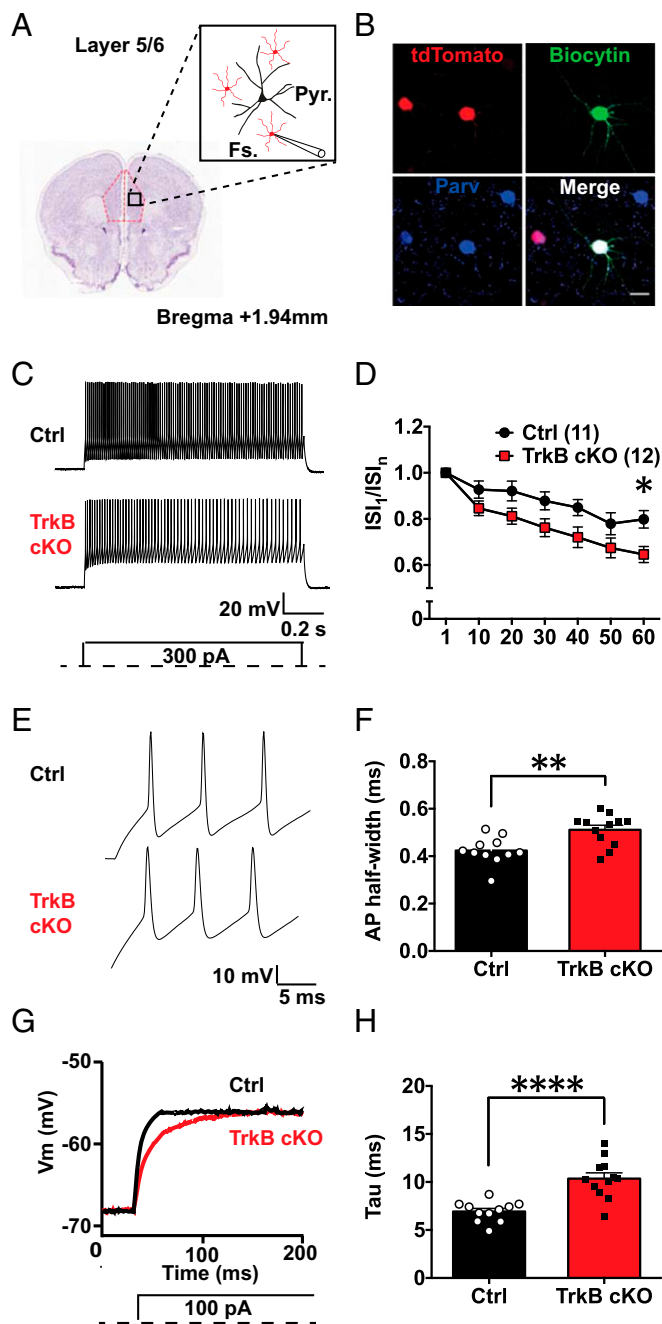 A
Layer 5/6
Pyr.
Fs.
Bregma +1.94mm
B
tdTomato
Biocytin
Parv
Merge
C
Ctrl
TrkB
cKO
20 mV
0.2 s
300 pA
D
1.2
1.0
0.8
0.6
0
ISI1/ISIn
Ctrl (11)
TrkB cKO (12)
*
1 10 20 30 40 50 60
E
Ctrl
TrkB
cKO
10 mV
5 ms
F
AP half-width (ms)
0.8
0.6
0.4
0.2
0.0
**
Ctrl TrkB cKO
G
Vm (mV)
-50
-60
-70
Ctrl
TrkB cKO
0 100 200
Time (ms)
100 pA
H
Tau (ms)
20
15
10
5
0
****
Ctrl TrkB cKO